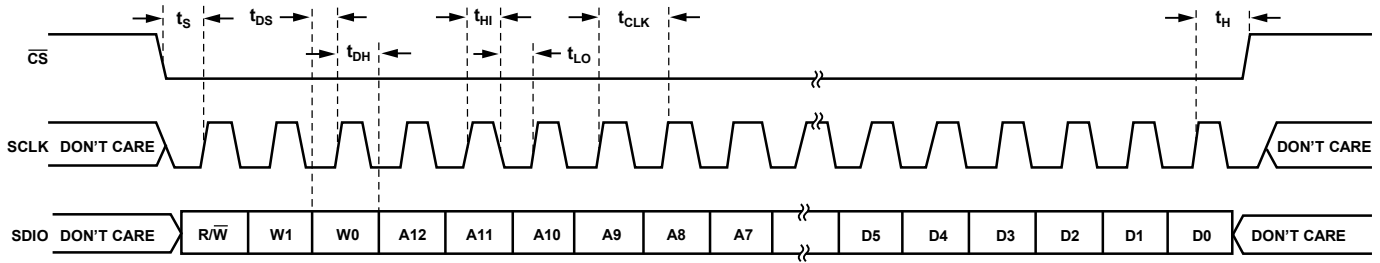 tS tDS tHI tCLK tH
tDH tLO
CS
SCLK DON'T CARE DON'T CARE
SDIO DON'T CARE R/W W1 W0 A12 A11 A10 A9 A8 A7 D5 D4 D3 D2 D1 D0 DON'T CARE